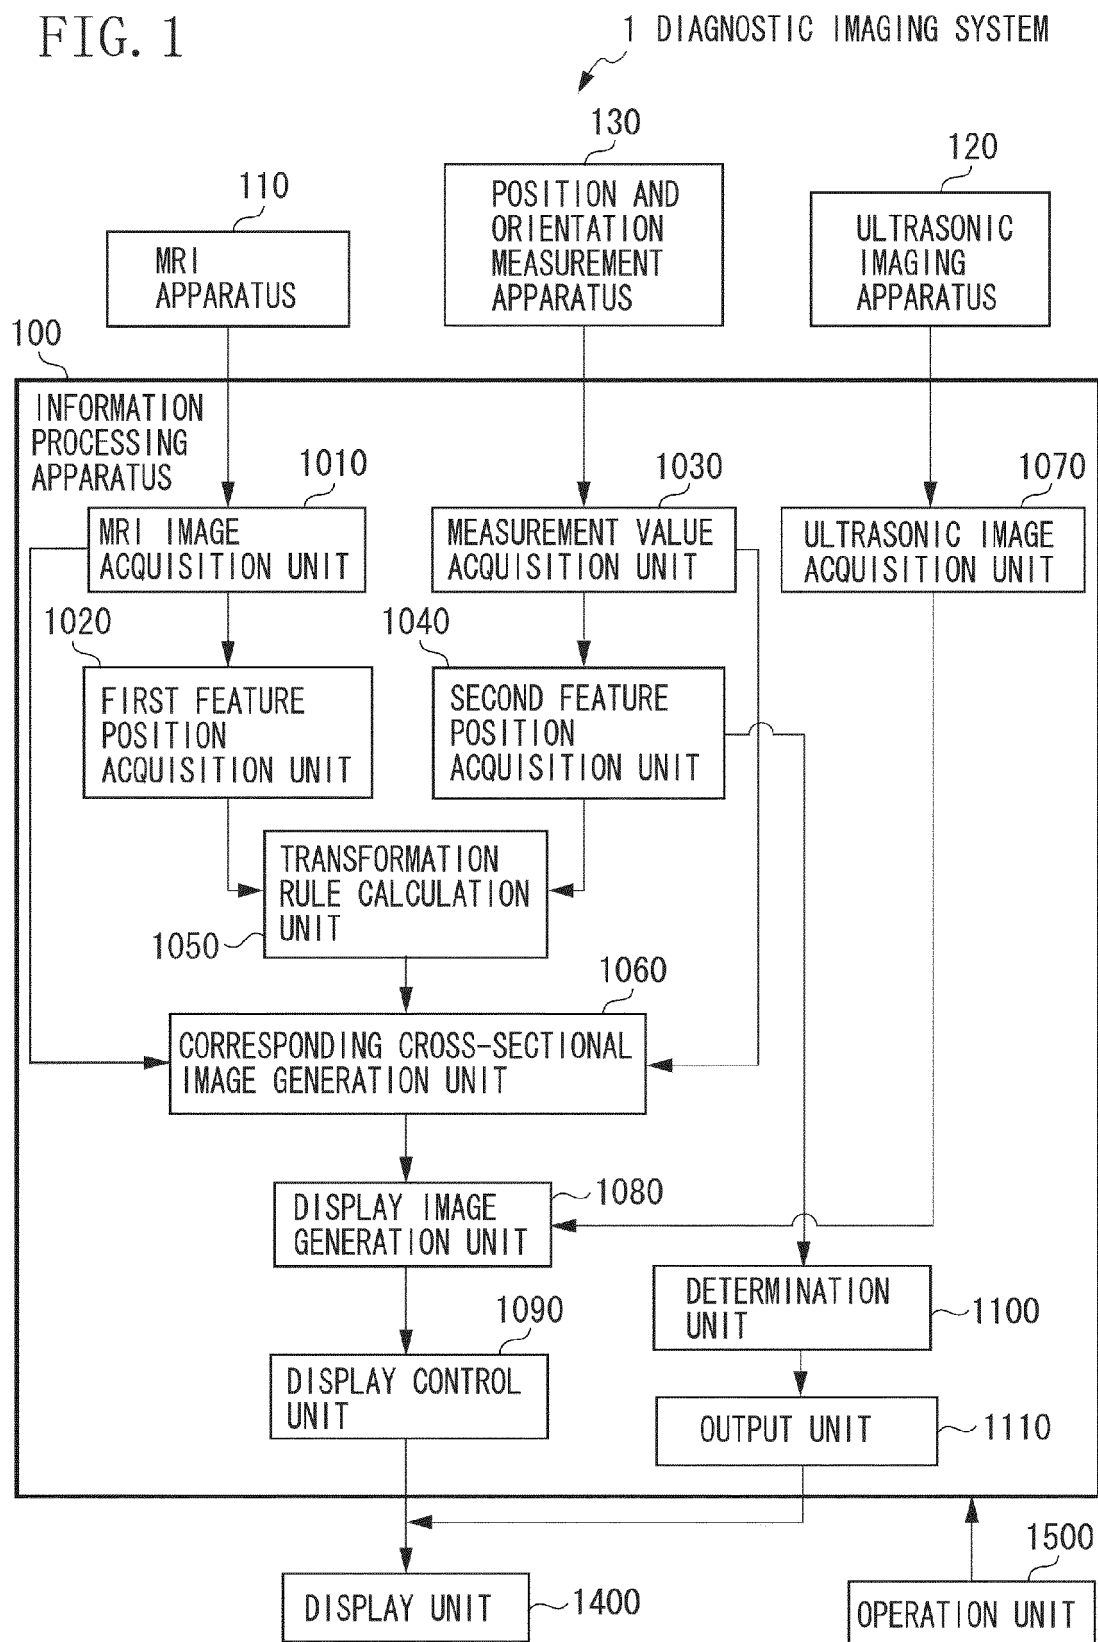 FIG. 1
1 DIAGNOSTIC IMAGING SYSTEM
110
MRI
APPARATUS
130
POSITION AND
ORIENTATION
MEASUREMENT
APPARATUS
120
ULTRASONIC
IMAGING
APPARATUS
100
INFORMATION
PROCESSING
APPARATUS
1010
MRI IMAGE
ACQUISITION UNIT
1030
MEASUREMENT VALUE
ACQUISITION UNIT
1070
ULTRASONIC IMAGE
ACQUISITION UNIT
1020
FIRST FEATURE
POSITION
ACQUISITION UNIT
1040
SECOND FEATURE
POSITION
ACQUISITION UNIT
TRANSFORMATION
RULE CALCULATION
UNIT
1050
1060
CORRESPONDING CROSS-SECTIONAL
IMAGE GENERATION UNIT
1080
DISPLAY IMAGE
GENERATION UNIT
DETERMINATION
UNIT
1100
1090
DISPLAY CONTROL
UNIT
OUTPUT UNIT
1110
DISPLAY UNIT
1400
1500
OPERATION UNIT